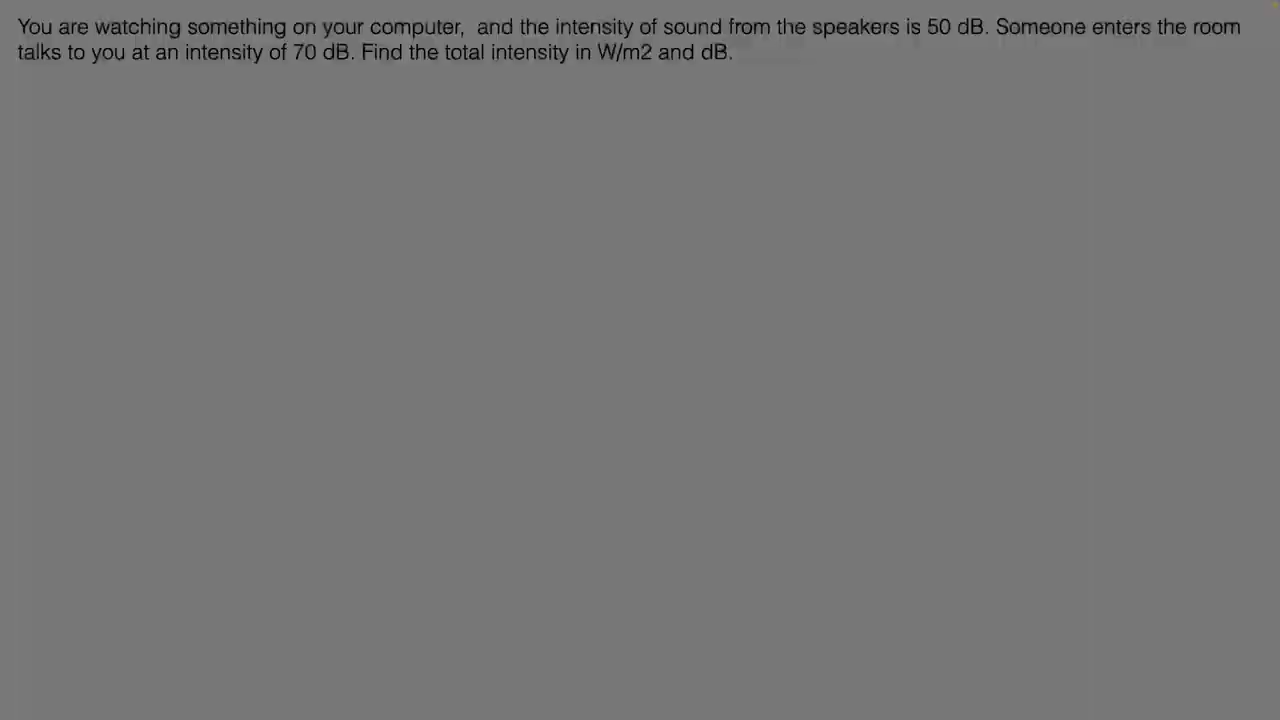 You are watching something on your computer,  and the intensity of sound from the speakers is 50 dB. Someone enters the room
talks to you at an intensity of 70 dB. Find the total intensity in W/m2 and dB.